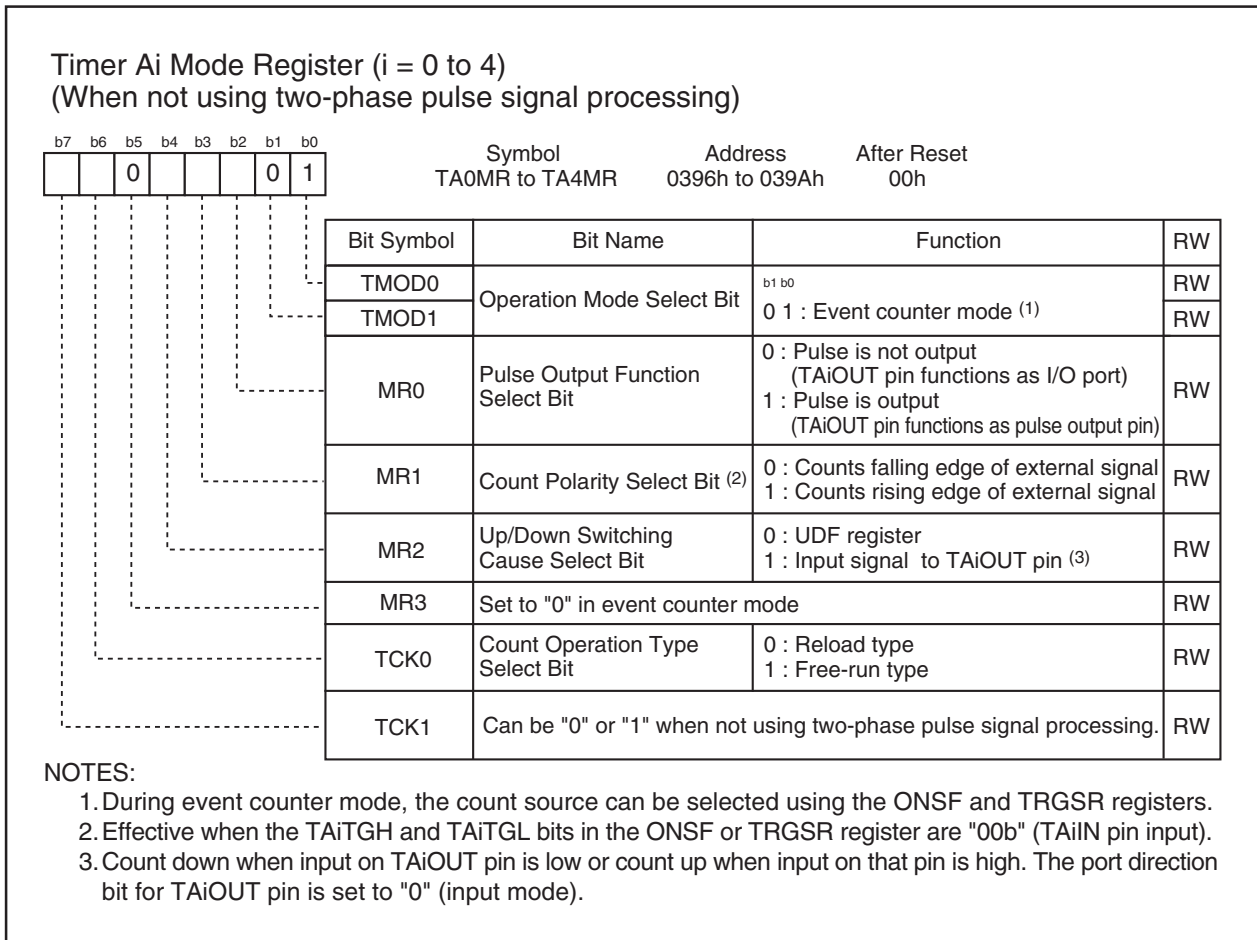 Timer Ai Mode Register (i = 0 to 4)
(When not using two-phase pulse signal processing)
b7 b6 b5 b4 b3 b2 b1 b0
0 0 1
Symbol Address After Reset
TA0MR to TA4MR 0396h to 039Ah 00h
Bit Symbol Bit Name Function RW
TMOD0 Operation Mode Select Bit b1 b0 RW
TMOD1 0 1 : Event counter mode (1) RW
MR0 Pulse Output Function Select Bit 0 : Pulse is not output
(TAiOUT pin functions as I/O port)
1 : Pulse is output
(TAiOUT pin functions as pulse output pin) RW
MR1 Count Polarity Select Bit (2) 0 : Counts falling edge of external signal
1 : Counts rising edge of external signal RW
MR2 Up/Down Switching Cause Select Bit 0 : UDF register
1 : Input signal to TAiOUT pin (3) RW
MR3 Set to "0" in event counter mode RW
TCK0 Count Operation Type Select Bit 0 : Reload type
1 : Free-run type RW
TCK1 Can be "0" or "1" when not using two-phase pulse signal processing. RW
NOTES:
1. During event counter mode, the count source can be selected using the ONSF and TRGSR registers.
2. Effective when the TAiTGH and TAiTGL bits in the ONSF or TRGSR register are "00b" (TAiIN pin input).
3. Count down when input on TAiOUT pin is low or count up when input on that pin is high. The port direction
bit for TAiOUT pin is set to "0" (input mode).